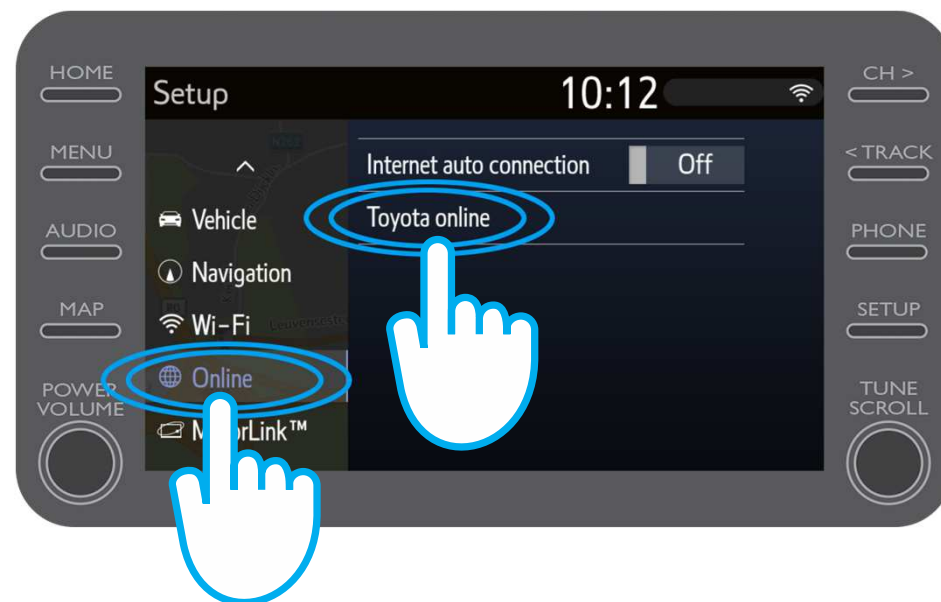 HOME
MENU
AUDIO
MAP
POWER
VOLUME
Setup 10:12
Vehicle
Navigation
Wi-Fi
Online
Internet auto connection Off
Toyota online
CH >
< TRACK
PHONE
SETUP
TUNE
SCROLL